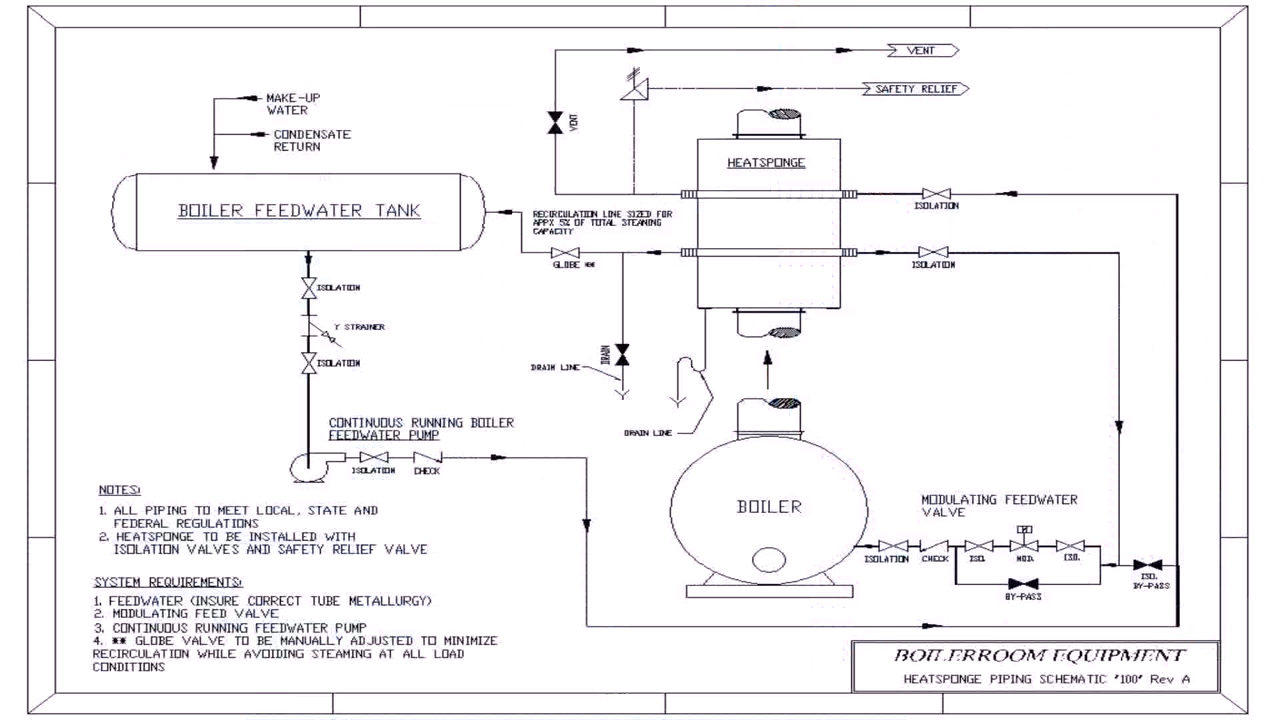 VENT
SAFETY RELIEF
MAKE-UP
WATER
CONDENSATE
RETURN
VENT
HEATSPONGE
BOILER FEEDWATER TANK
ISOLATION
RECIRCULATION LINE SIZED FOR
APPX 5% OF TOTAL STEAMING
CAPACITY
GLOBE **
ISOLATION
ISOLATION
Y STRAINER
ISOLATION
DRAIN
DRAIN LINE
DRAIN LINE
CONTINUOUS RUNNING BOILER
FEEDWATER PUMP
ISOLATION
CHECK
BOILER
MODULATING FEEDWATER
VALVE
ISOLATION
CHECK
ISO.
MOD.
ISO.
BY-PASS
ISO.
BY-PASS
NOTES:
1. ALL PIPING TO MEET LOCAL, STATE AND
FEDERAL REGULATIONS
2. HEATSPONGE TO BE INSTALLED WITH
ISOLATION VALVES AND SAFETY RELIEF VALVE
SYSTEM REQUIREMENTS:
1. FEEDWATER (INSURE CORRECT TUBE METALLURGY)
2. MODULATING FEED VALVE
3. CONTINUOUS RUNNING FEEDWATER PUMP
4. ** GLOBE VALVE TO BE MANUALLY ADJUSTED TO MINIMIZE
RECIRCULATION WHILE AVOIDING STEAMING AT ALL LOAD
CONDITIONS
BOILERROOM EQUIPMENT
HEATSPONGE PIPING SCHEMATIC "100" Rev A